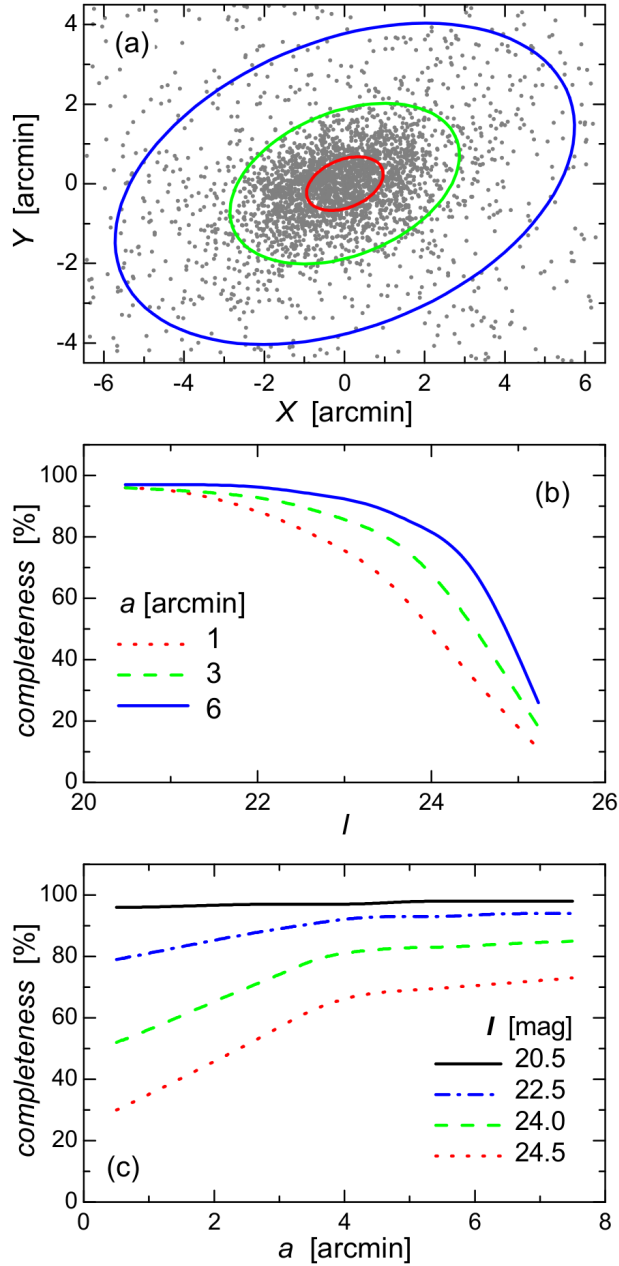 (a)
4
2
0
-2
-4
Y [arcmin]
-6 -4 -2 0 2 4 6
X [arcmin]
(b)
100
80
60
40
20
0
completeness [%]
a [arcmin]
1
3
6
20 22 24 26
I
100
80
60
40
20
0
completeness [%]
I [mag]
20.5
22.5
24.0
24.5
(c)
0 2 4 6 8
a [arcmin]